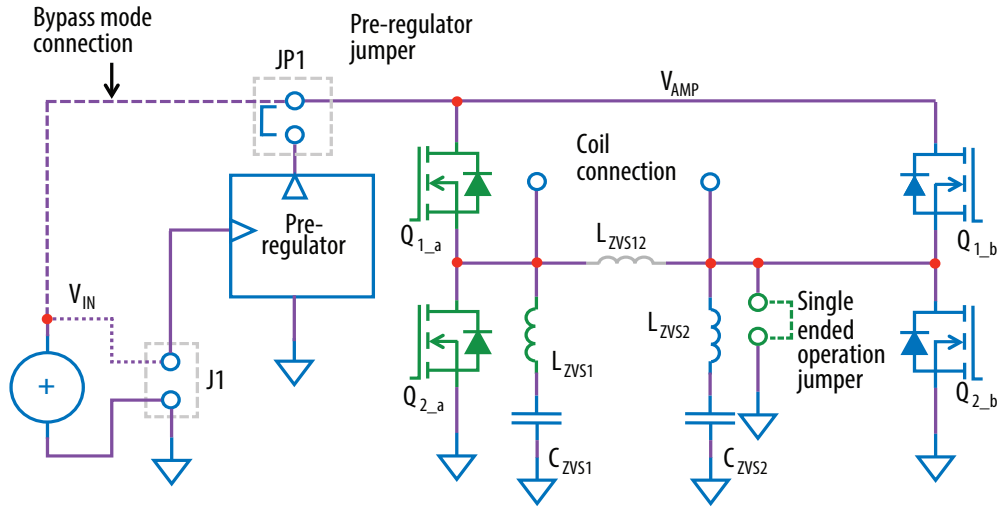 Bypass mode
connection
Pre-regulator
jumper
JP1
V_AMP
Coil
connection
Pre-
regulator
Q_1_a
L_ZVS12
Q_1_b
V_IN
J1
Q_2_a
L_ZVS1
L_ZVS2
Single
ended
operation
jumper
Q_2_b
+
C_ZVS1
C_ZVS2